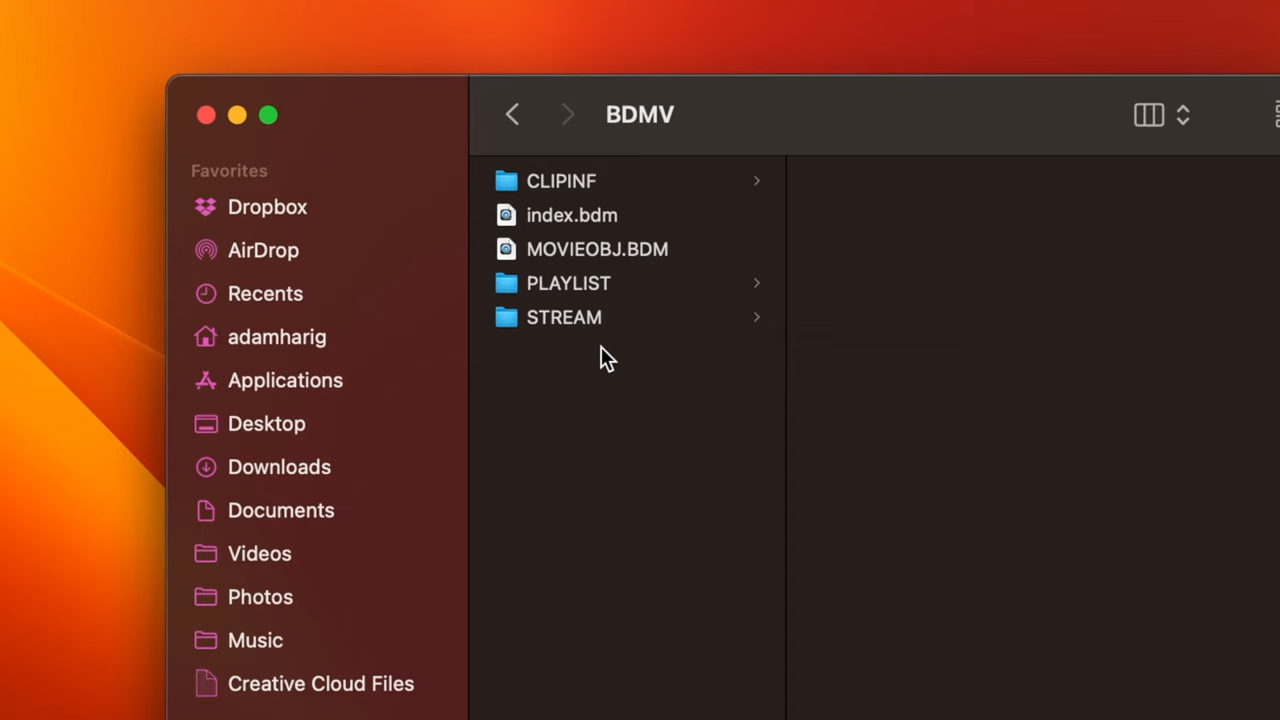 BDMV
Favorites
Dropbox
AirDrop
Recents
adamharig
Applications
Desktop
Downloads
Documents
Videos
Photos
Music
Creative Cloud Files
CLIPINF
index.bdm
MOVIEOBJ.BDM
PLAYLIST
STREAM